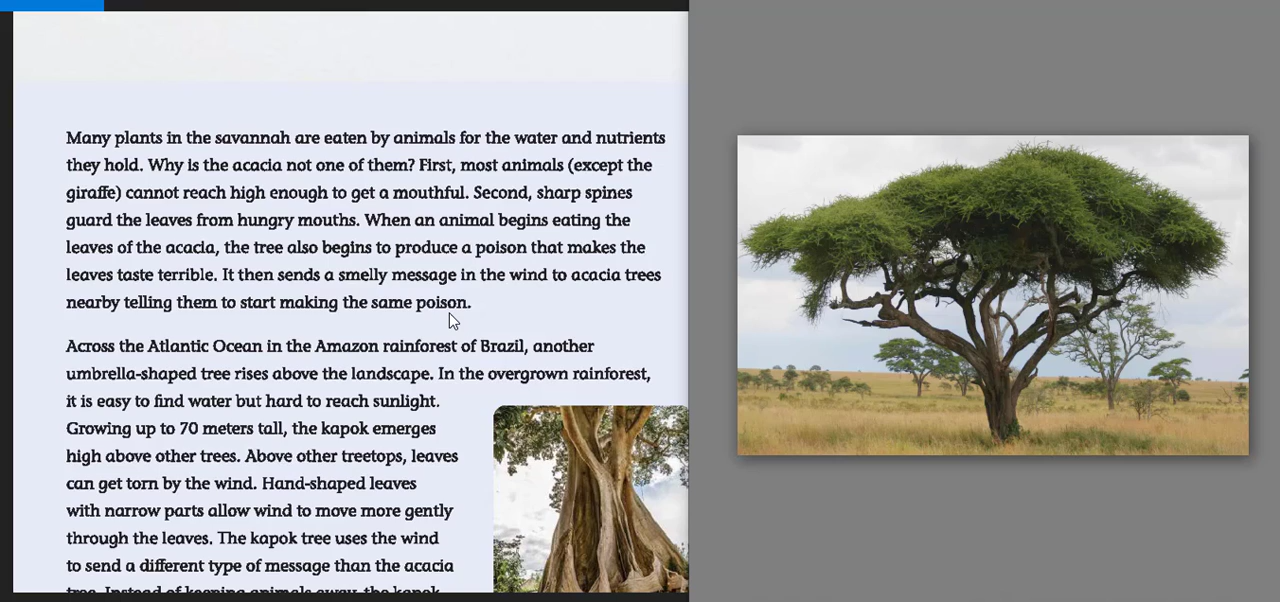 Many plants in the savannah are eaten by animals for the water and nutrients
they hold. Why is the acacia not one of them? First, most animals (except the
giraffe) cannot reach high enough to get a mouthful. Second, sharp spines
guard the leaves from hungry mouths. When an animal begins eating the
leaves of the acacia, the tree also begins to produce a poison that makes the
leaves taste terrible. It then sends a smelly message in the wind to acacia trees
nearby telling them to start making the same poison.
Across the Atlantic Ocean in the Amazon rainforest of Brazil, another
umbrella-shaped tree rises above the landscape. In the overgrown rainforest,
it is easy to find water but hard to reach sunlight.
Growing up to 70 meters tall, the kapok emerges
high above other trees. Above other treetops, leaves
can get torn by the wind. Hand-shaped leaves
with narrow parts allow wind to move more gently
through the leaves. The kapok tree uses the wind
to send a different type of message than the acacia
tree. Instead of keeping animals away, the kapok